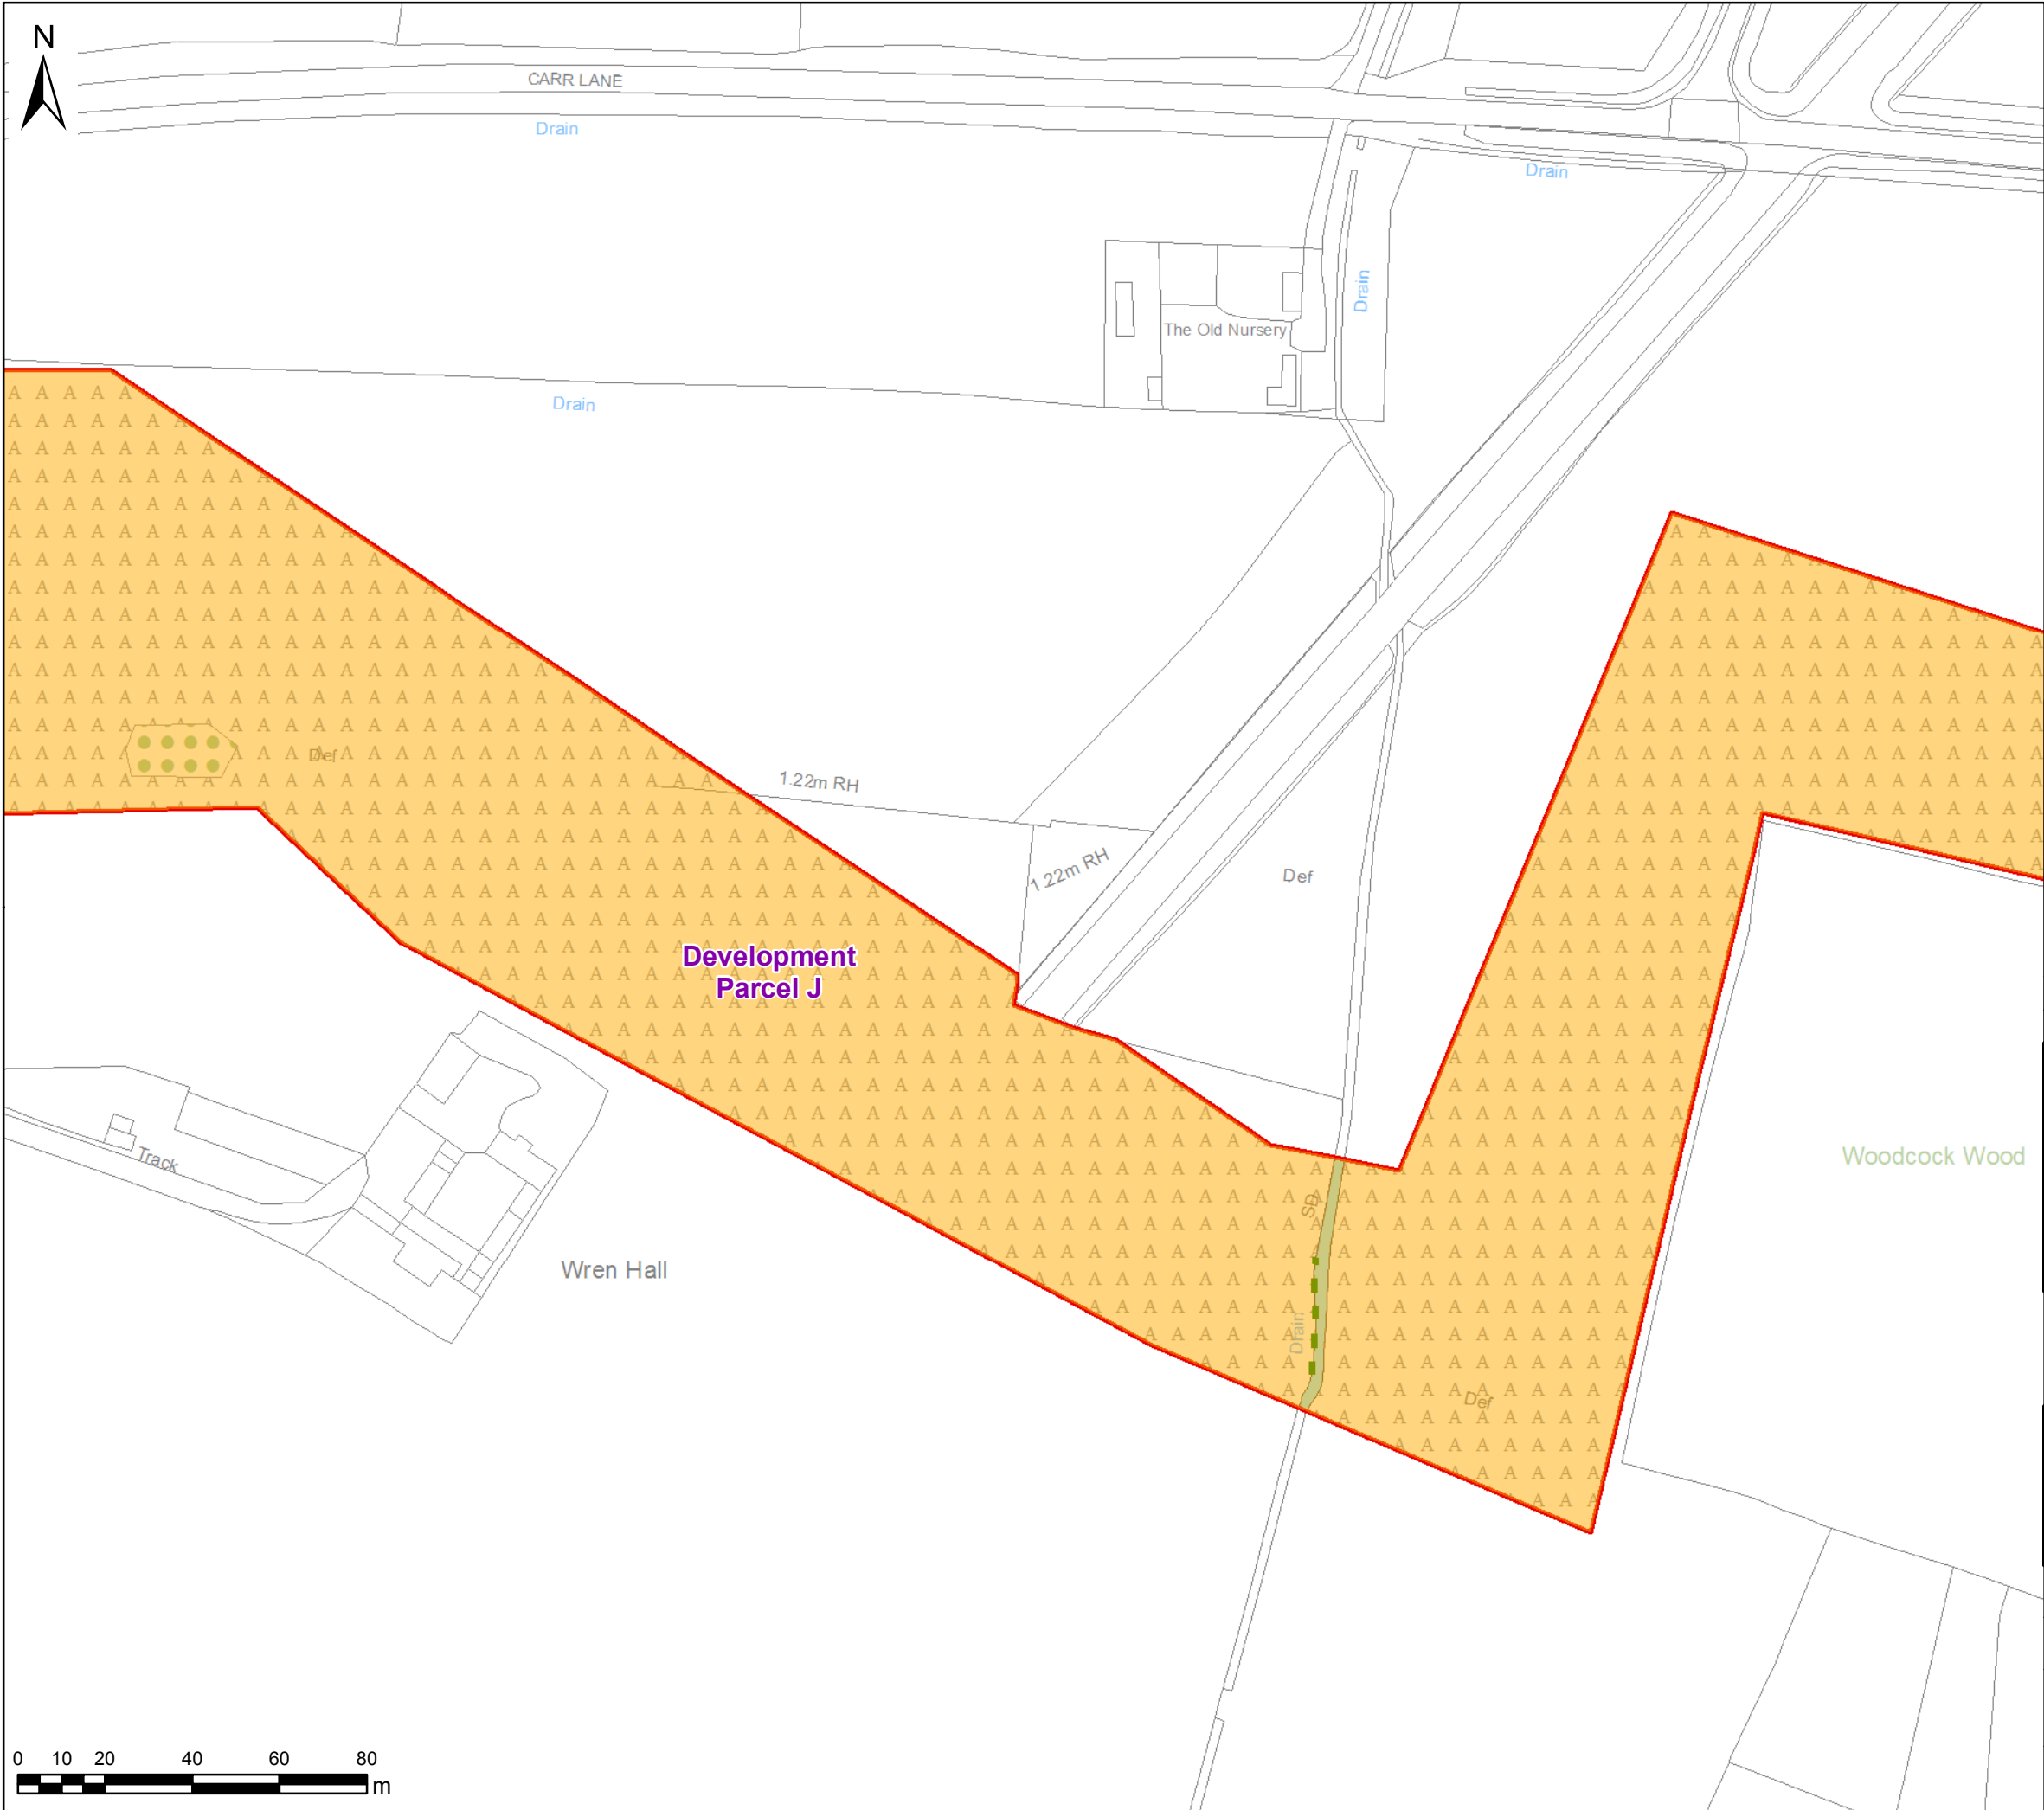 N
CARR LANE
Drain
Drain
Drain
The Old Nursery
Drain
Def
1.22m RH
1.22m RH
Def
Development
Parcel J
Woodcock Wood
Track
SD
Wren Hall
Drain
Def
0 10 20 40 60 80
m